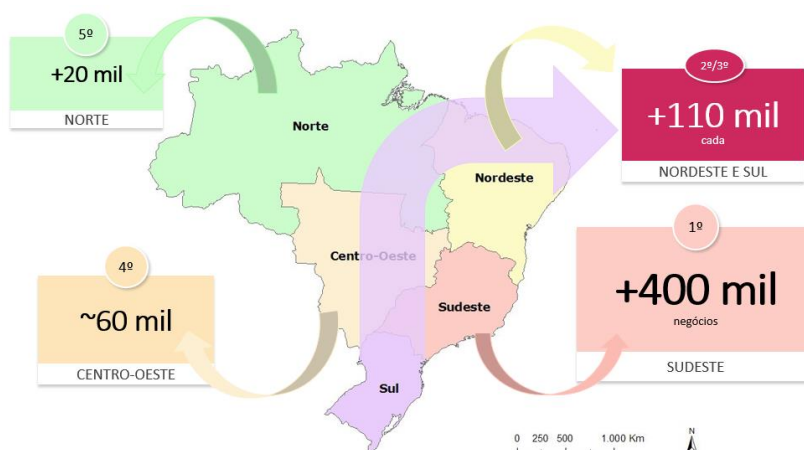 5º
+20 mil
NORTE
2º/3º
+110 mil
cada
NORDESTE E SUL
Norte
Nordeste
Centro-Oeste
Sudeste
Sul
4º
~60 mil
CENTRO-OESTE
1º
+400 mil
negócios
SUDESTE
0 250 500 1.000 Km
N